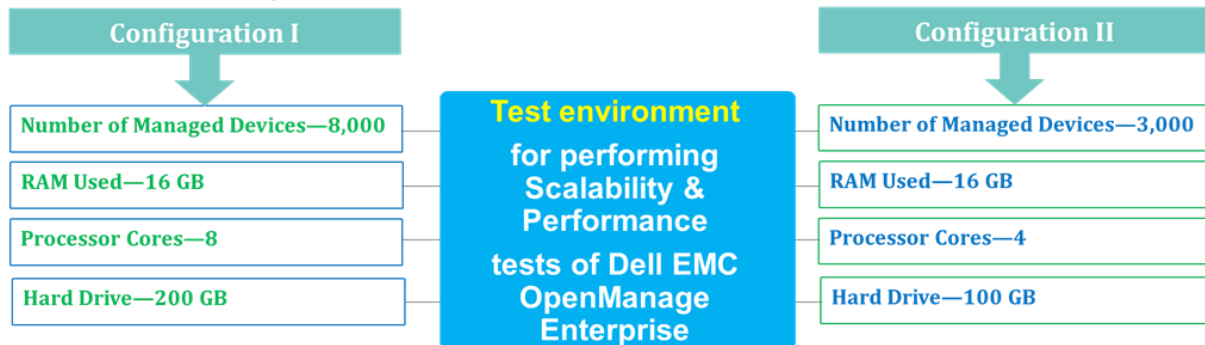 Configuration I
Number of Managed Devices—8,000
RAM Used—16 GB
Processor Cores—8
Hard Drive—200 GB
Test environment
for performing
Scalability &
Performance
tests of Dell EMC
OpenManage
Enterprise
Configuration II
Number of Managed Devices—3,000
RAM Used—16 GB
Processor Cores—4
Hard Drive—100 GB